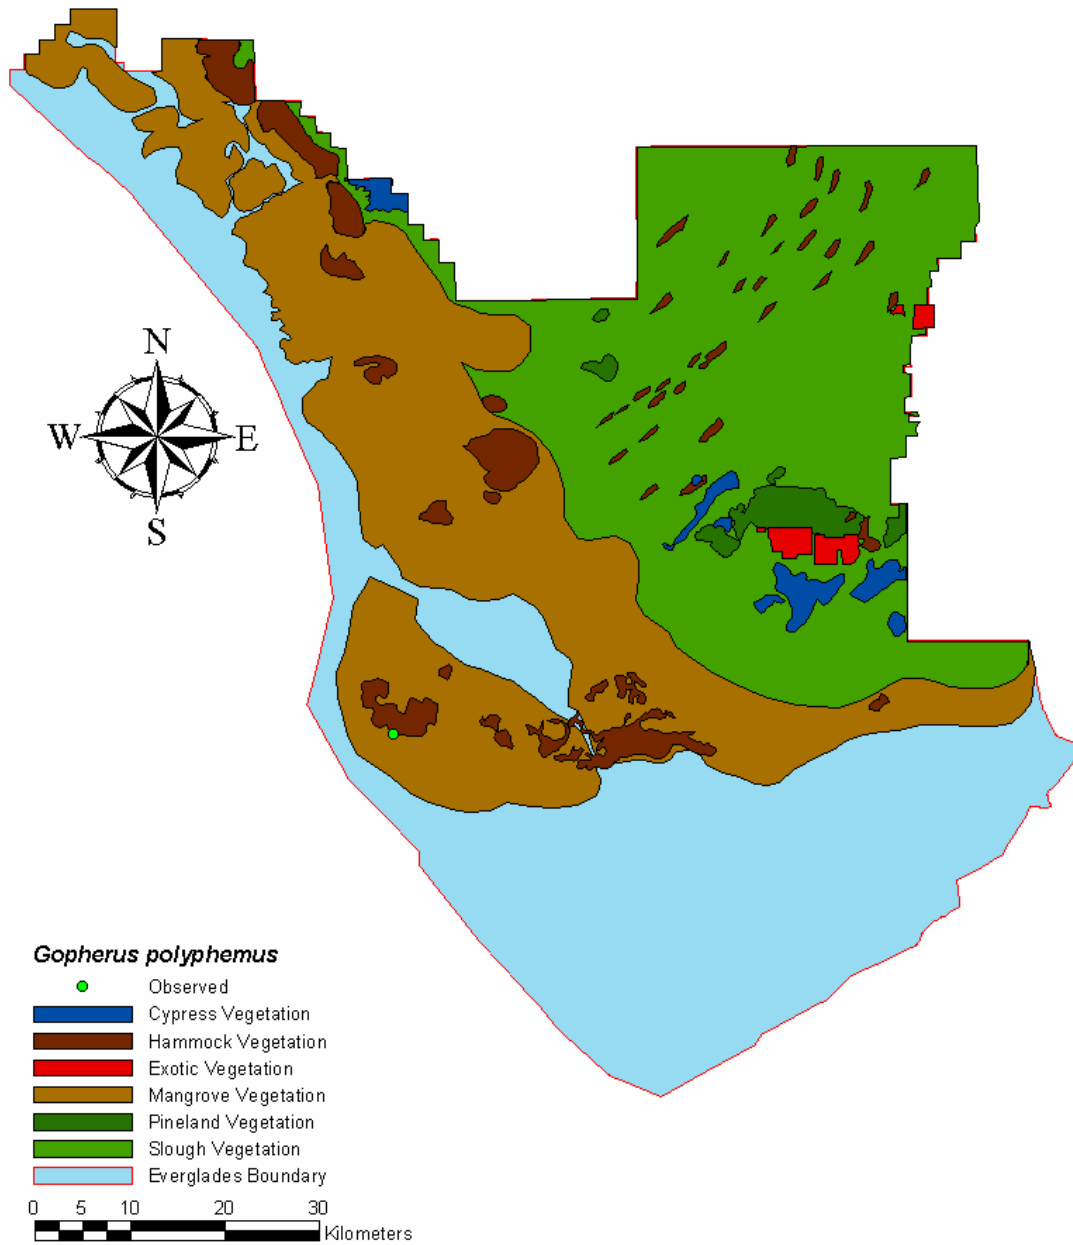 N
W E
S
Gopherus polyphemus
Observed
Cypress Vegetation
Hammock Vegetation
Exotic Vegetation
Mangrove Vegetation
Pineland Vegetation
Slough Vegetation
Everglades Boundary
0 5 10 20 30
Kilometers